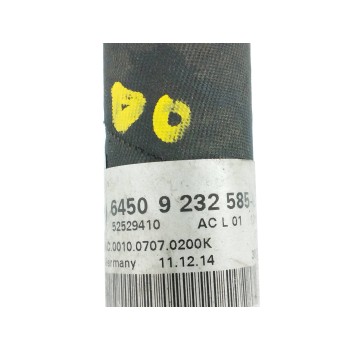 00
6450 9 232 585-
52529410 AC L 01
.0010.0707.0200K
ermany 11.12.14